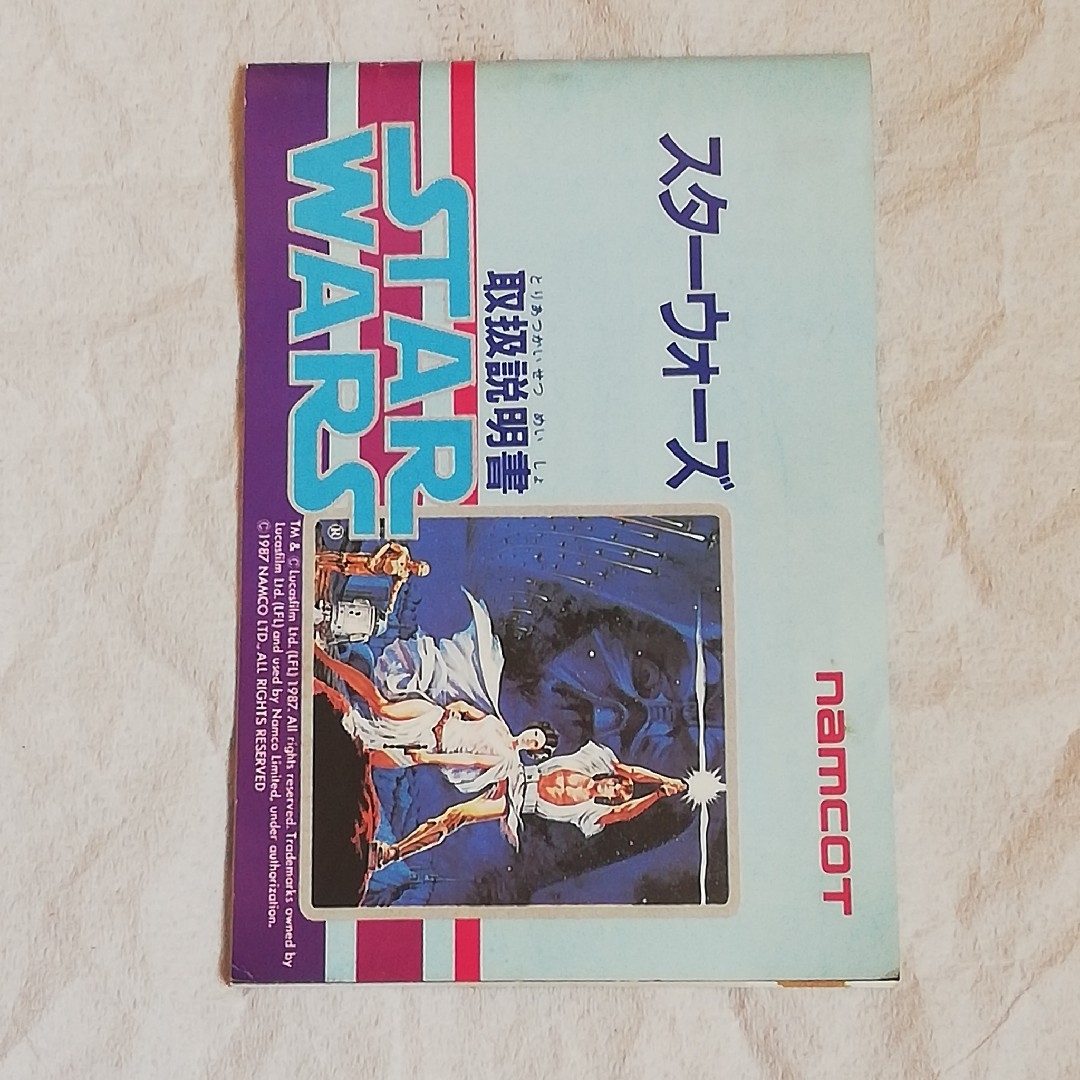 namcot
スターウォーズ
とりあつかいせつめいしょ
取扱説明書
STAR
WARS
®
TM & © Lucasfilm Ltd. (LFL) 1987. All rights reserved. Trademarks owned by
Lucasfilm Ltd. (LFL) and used by Namco Limited, under authorization.
©1987 NAMCO LTD., ALL RIGHTS RESERVED